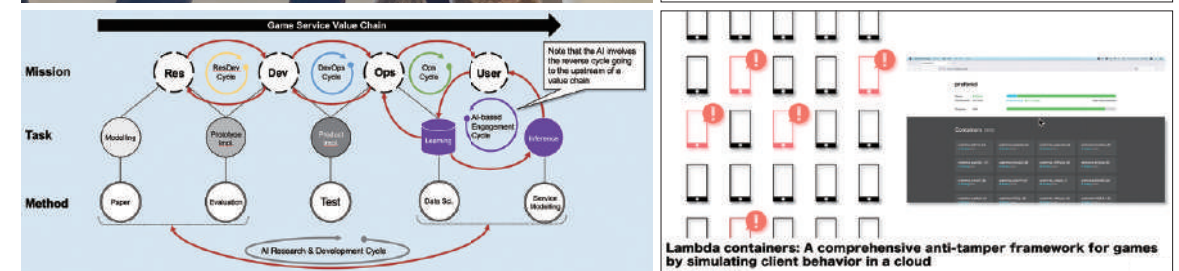 Game Service Value Chain
Note that the AI involves
the reverse cycle going
to the upstream of a
value chain
Mission
Res
ResDev
Cycle
Dev
DevOps
Cycle
Ops
Ops
Cycle
User
AI-based
Engagement
Cycle
Task
Modelling
Prototype
Impl.
Product
Impl.
Learning
Inference
Method
Paper
Evaluation
Test
Data Sci.
Service
Modelling
AI Research & Development Cycle
Containers
Lambda containers: A comprehensive anti-tamper framework for games
by simulating client behavior in a cloud